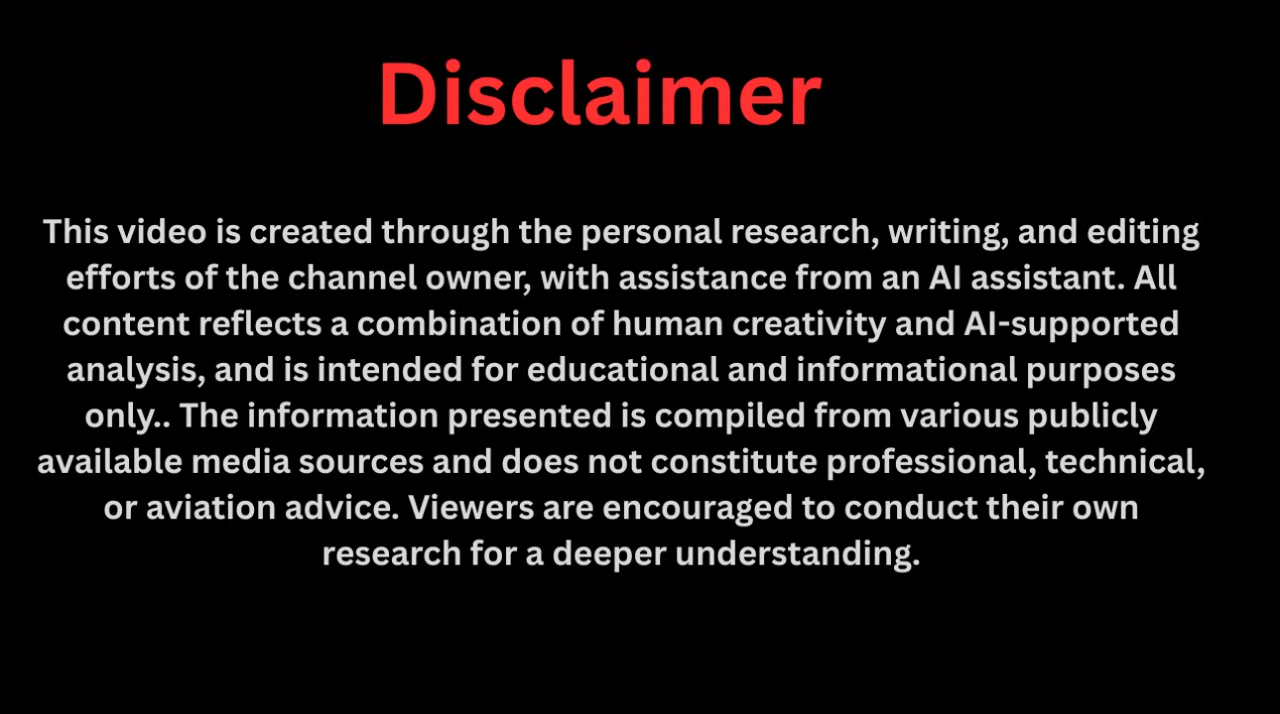 Disclaimer
This video is created through the personal research, writing, and editing
efforts of the channel owner, with assistance from an AI assistant. All
content reflects a combination of human creativity and AI-supported
analysis, and is intended for educational and informational purposes
only.. The information presented is compiled from various publicly
available media sources and does not constitute professional, technical,
or aviation advice. Viewers are encouraged to conduct their own
research for a deeper understanding.